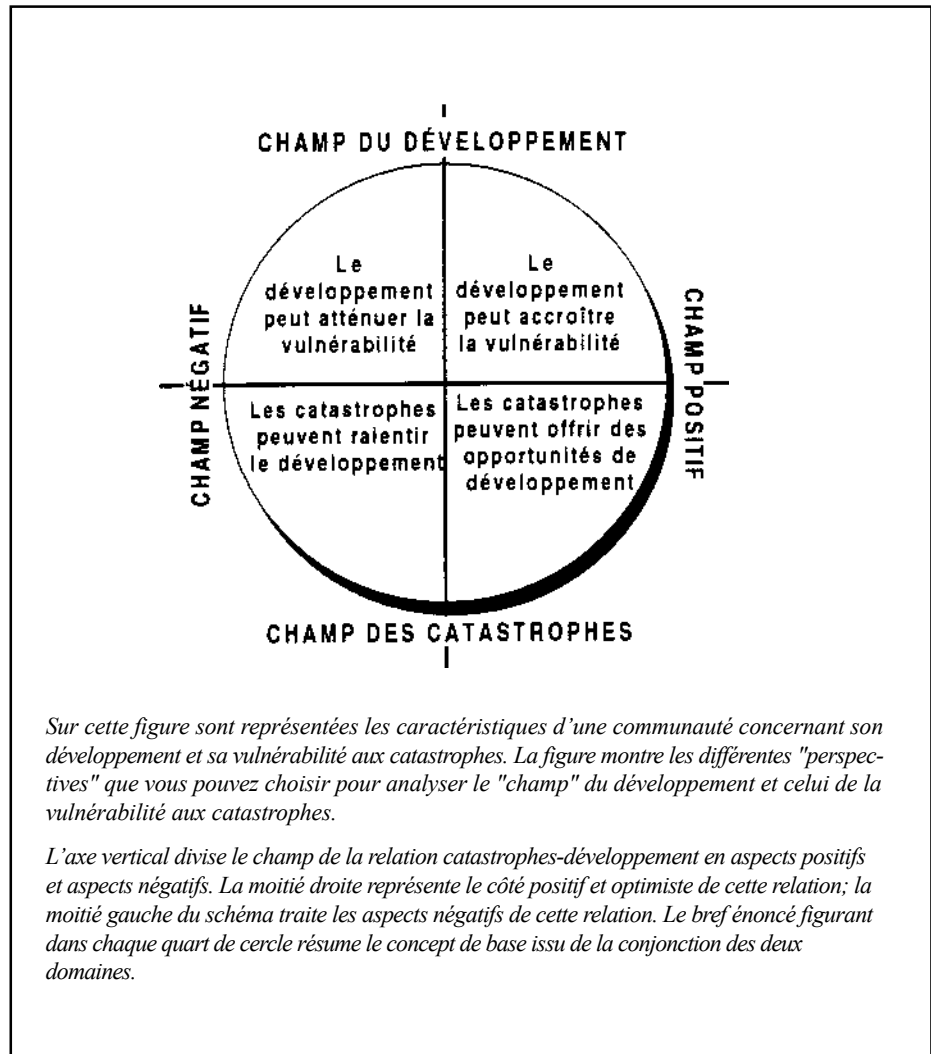 CHAMP DU DÉVELOPPEMENT
Le
développement
peut atténuer la
vulnérabilité
Le
développement
peut accroître
la vulnérabilité
CHAMP NÉGATIF
CHAMP POSITIF
Les catastrophes
peuvent ralentir
le développement
Les catastrophes
peuvent offrir des
opportunités de
développement
CHAMP DES CATASTROPHES
Sur cette figure sont représentées les caractéristiques d'une communauté concernant son
développement et sa vulnérabilité aux catastrophes. La figure montre les différentes "perspec-
tives" que vous pouvez choisir pour analyser le "champ" du développement et celui de la
vulnérabilité aux catastrophes.
L'axe vertical divise le champ de la relation catastrophes-développement en aspects positifs
et aspects négatifs. La moitié droite représente le côté positif et optimiste de cette relation; la
moitié gauche du schéma traite les aspects négatifs de cette relation. Le bref énoncé figurant
dans chaque quart de cercle résume le concept de base issu de la conjonction des deux
domaines.